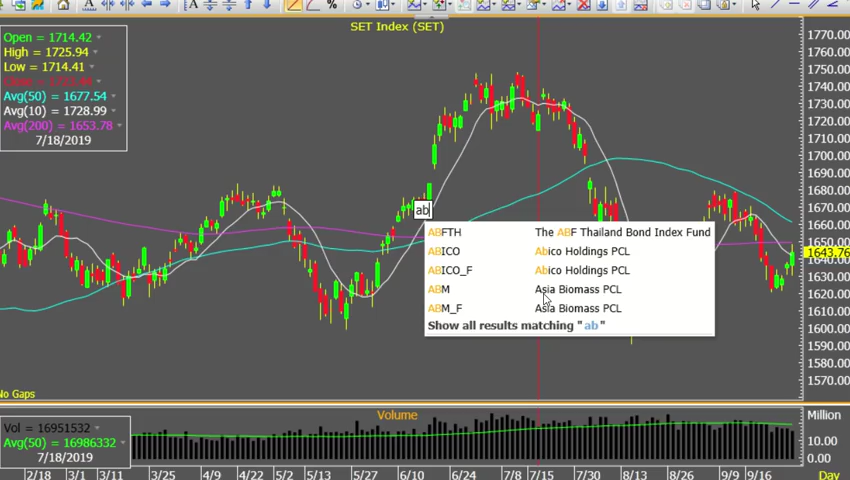 SET Index (SET)
Open = 1714.42
High = 1725.94
Low = 1714.41
Avg(50) = 1677.54
Avg(10) = 1728.99
Avg(200) = 1653.78
7/18/2019
1770.00
1760.00
1750.00
1740.00
1730.00
1720.00
1710.00
1700.00
1690.00
1680.00
1670.00
1660.00
1650.00
1643.76
1640.00
1630.00
1620.00
1610.00
1600.00
1590.00
1580.00
1570.00
ab
ABFTH The ABF Thailand Bond Index Fund
ABICO Abico Holdings PCL
ABICO_F Abico Holdings PCL
ABM Asia Biomass PCL
ABM_F Asia Biomass PCL
Show all results matching "ab"
No Gaps
Volume
Million
Vol = 16951532
Avg(50) = 16986332
10.00
0.00
2/18 3/1 3/11 3/25 4/9 4/22 5/2 5/13 5/27 6/10 6/24 7/8 7/15 7/30 8/13 8/26 9/9 9/16 Day